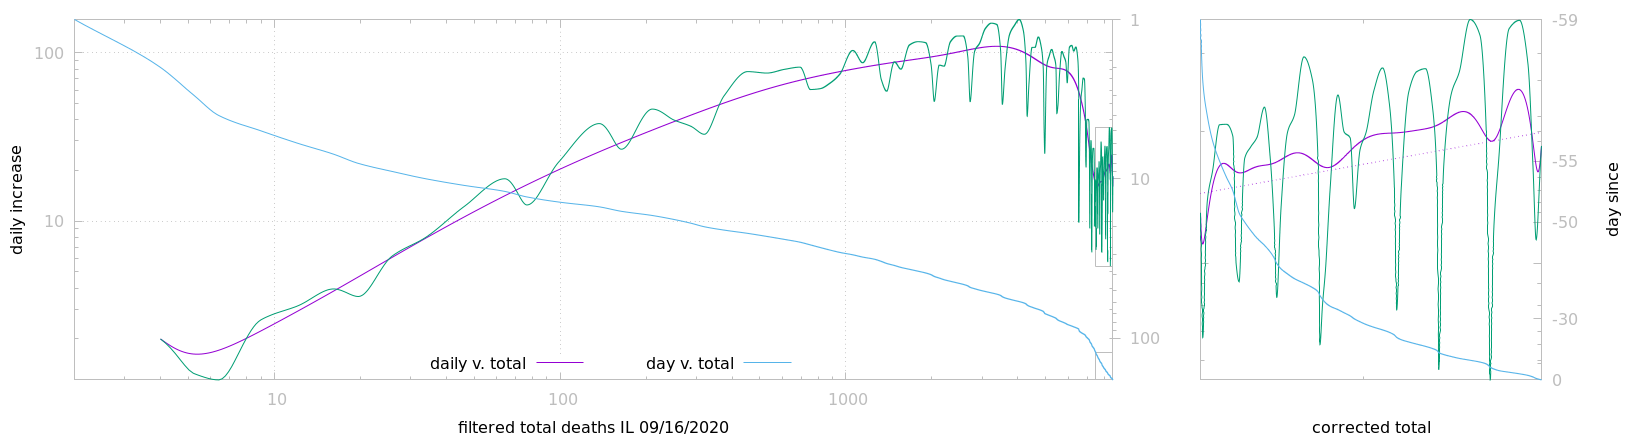 100
10
daily increase
10
100
1000
filtered total deaths IL 09/16/2020
daily v. total
day v. total
1
10
100
-59
-55
-50
-30
0
day since
corrected total